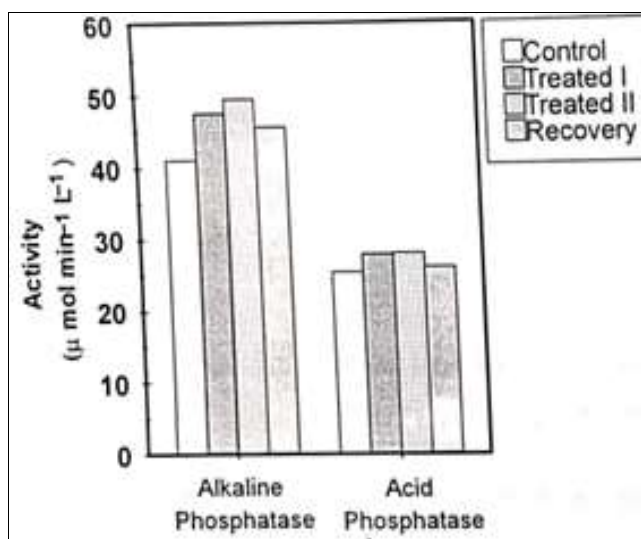 60
50
40
30
20
10
0
Activity
(μ mol min–1 L–1 )
Alkaline
Phosphatase
Acid
Phosphatase
Control
Treated I
Treated II
Recovery